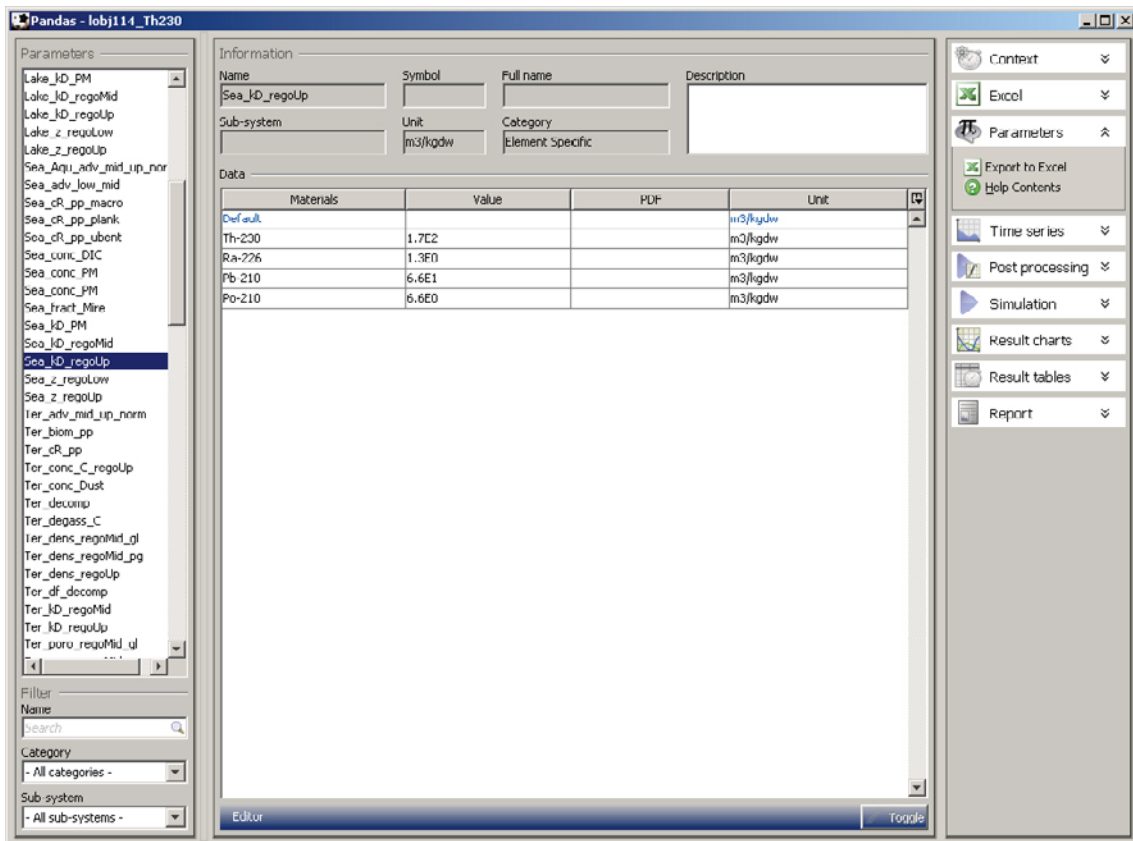 Pandas - lobj114_Th230
Parameters
Lake_kD_PM
Lake_kD_regoMid
Lake_kD_regoUp
Lake_z_regoLow
Lake_z_regoUp
Sea_Aqu_adv_mid_up_nor
Sea_adv_low_mid
Sea_cR_pp_macro
Sea_cR_pp_plank
Sea_cR_pp_ubent
Sea_conc_DIC
Sea_conc_PM
Sea_conc_PM
Sea_fract_Mire
Sea_kD_PM
Sea_kD_regoMid
Sea_kD_regoUp
Sea_z_regoLow
Sea_z_regoUp
Ter_adv_mid_up_norm
Ter_biom_pp
Ter_cR_pp
Ter_conc_C_regoUp
Ter_conc_Dust
Ter_decomp
Ter_degass_C
Ter_dens_regoMid_gl
Ter_dens_regoMid_pg
Ter_dens_regoUp
Ter_df_decomp
Ter_kD_regoMid
Ter_kD_regoUp
Ter_poro_regoMid_gl
Filter
Name
Search
Category
- All categories -
Sub-system
- All sub-systems -
Information
Name Symbol Full name Description
Sea_kD_regoUp
Sub-system Unit Category
m3/kgdw Element Specific
Data
Materials Value PDF Unit
Default m3/kgdw
Th-230 1.7E2 m3/kgdw
Ra-226 1.3E0 m3/kgdw
Pb-210 6.6E1 m3/kgdw
Po-210 6.6E0 m3/kgdw
Editor Toggle
Context
Excel
Parameters
Export to Excel
Help Contents
Time series
Post processing
Simulation
Result charts
Result tables
Report